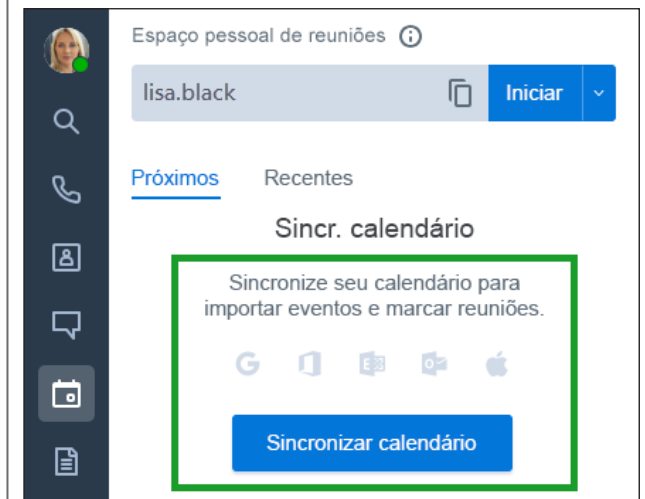 Espaço pessoal de reuniões
lisa.black
Iniciar
Próximos
Recentes
Sincr. calendário
Sincronize seu calendário para
importar eventos e marcar reuniões.
Sincronizar calendário